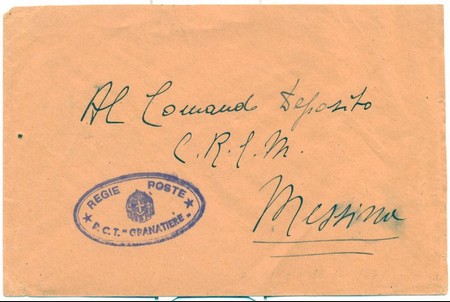 Al Comando Deposito
C.R.E.M.
Messina
REGIE POSTE
R.C.T. "GRANATIERE"